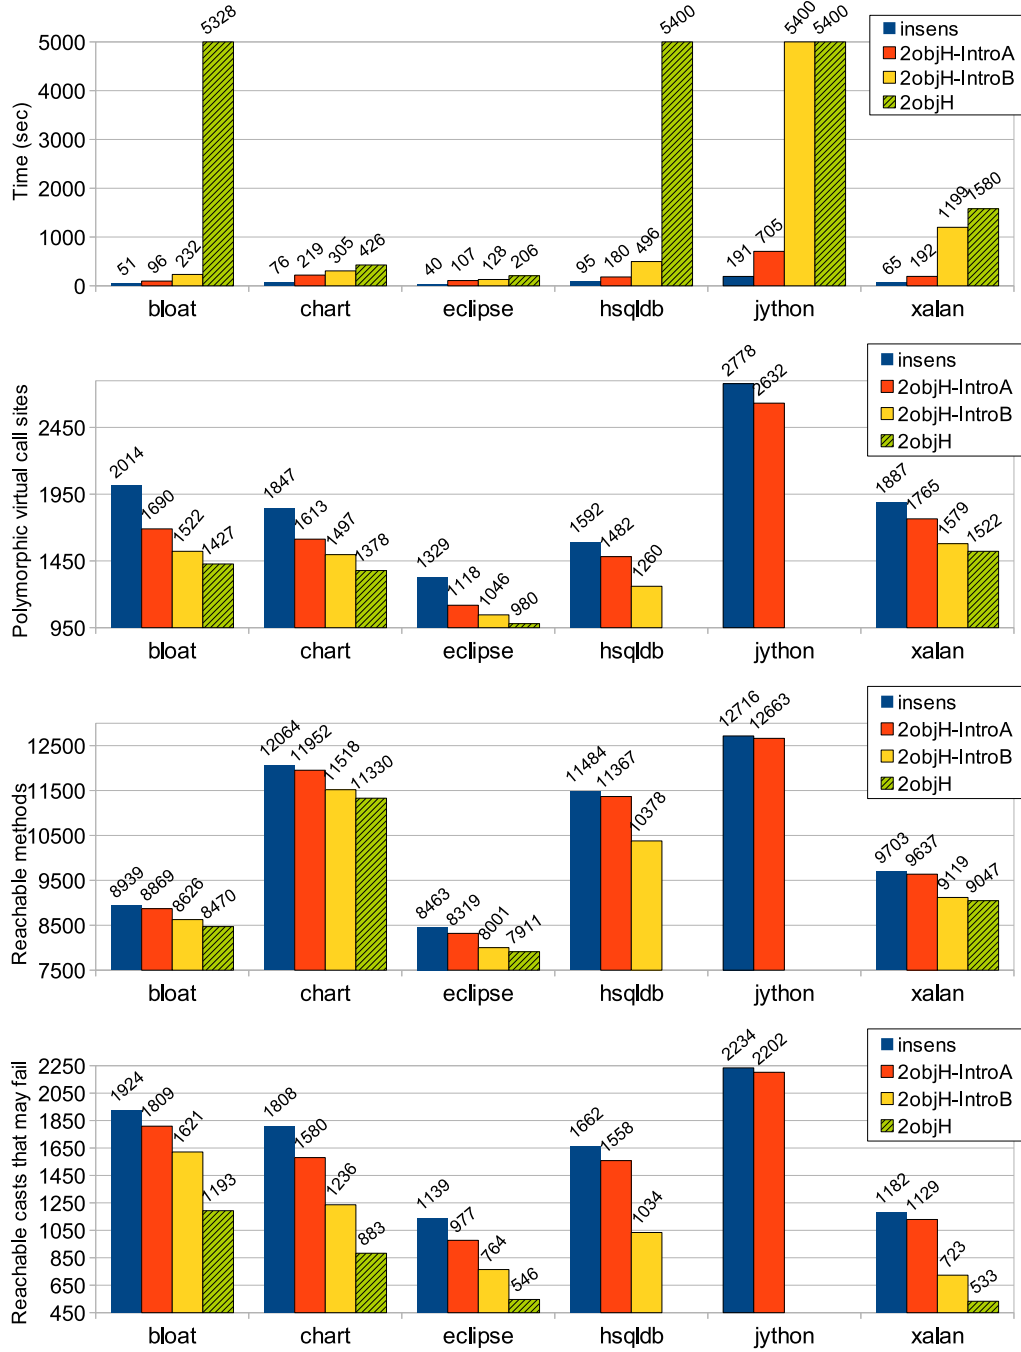 Time (sec)
5000
4000
3000
2000
1000
0
51
96
232
5328
76
219
305
426
40
107
128
206
95
180
496
5400
191
705
5400
5400
65
192
1199
1580
bloat
chart
eclipse
hsqldb
jython
xalan
insens
2objH-IntroA
2objH-IntroB
2objH
Polymorphic virtual call sites
2450
1950
1450
950
2014
1690
1522
1427
1847
1613
1497
1378
1329
1118
1046
980
1592
1482
1260
2778
2632
1887
1765
1579
1522
bloat
chart
eclipse
hsqldb
jython
xalan
insens
2objH-IntroA
2objH-IntroB
2objH
Reachable methods
12500
11500
10500
9500
8500
7500
8939
8869
8626
8470
12064
11952
11518
11330
8463
8319
8001
7911
11484
11367
10378
12716
12663
9703
9637
9119
9047
bloat
chart
eclipse
hsqldb
jython
xalan
insens
2objH-IntroA
2objH-IntroB
2objH
Reachable casts that may fail
2250
2050
1850
1650
1450
1250
1050
850
650
450
1924
1809
1621
1193
1808
1580
1236
883
1139
977
764
546
1662
1558
1034
2234
2202
1182
1129
723
533
bloat
chart
eclipse
hsqldb
jython
xalan
insens
2objH-IntroA
2objH-IntroB
2objH